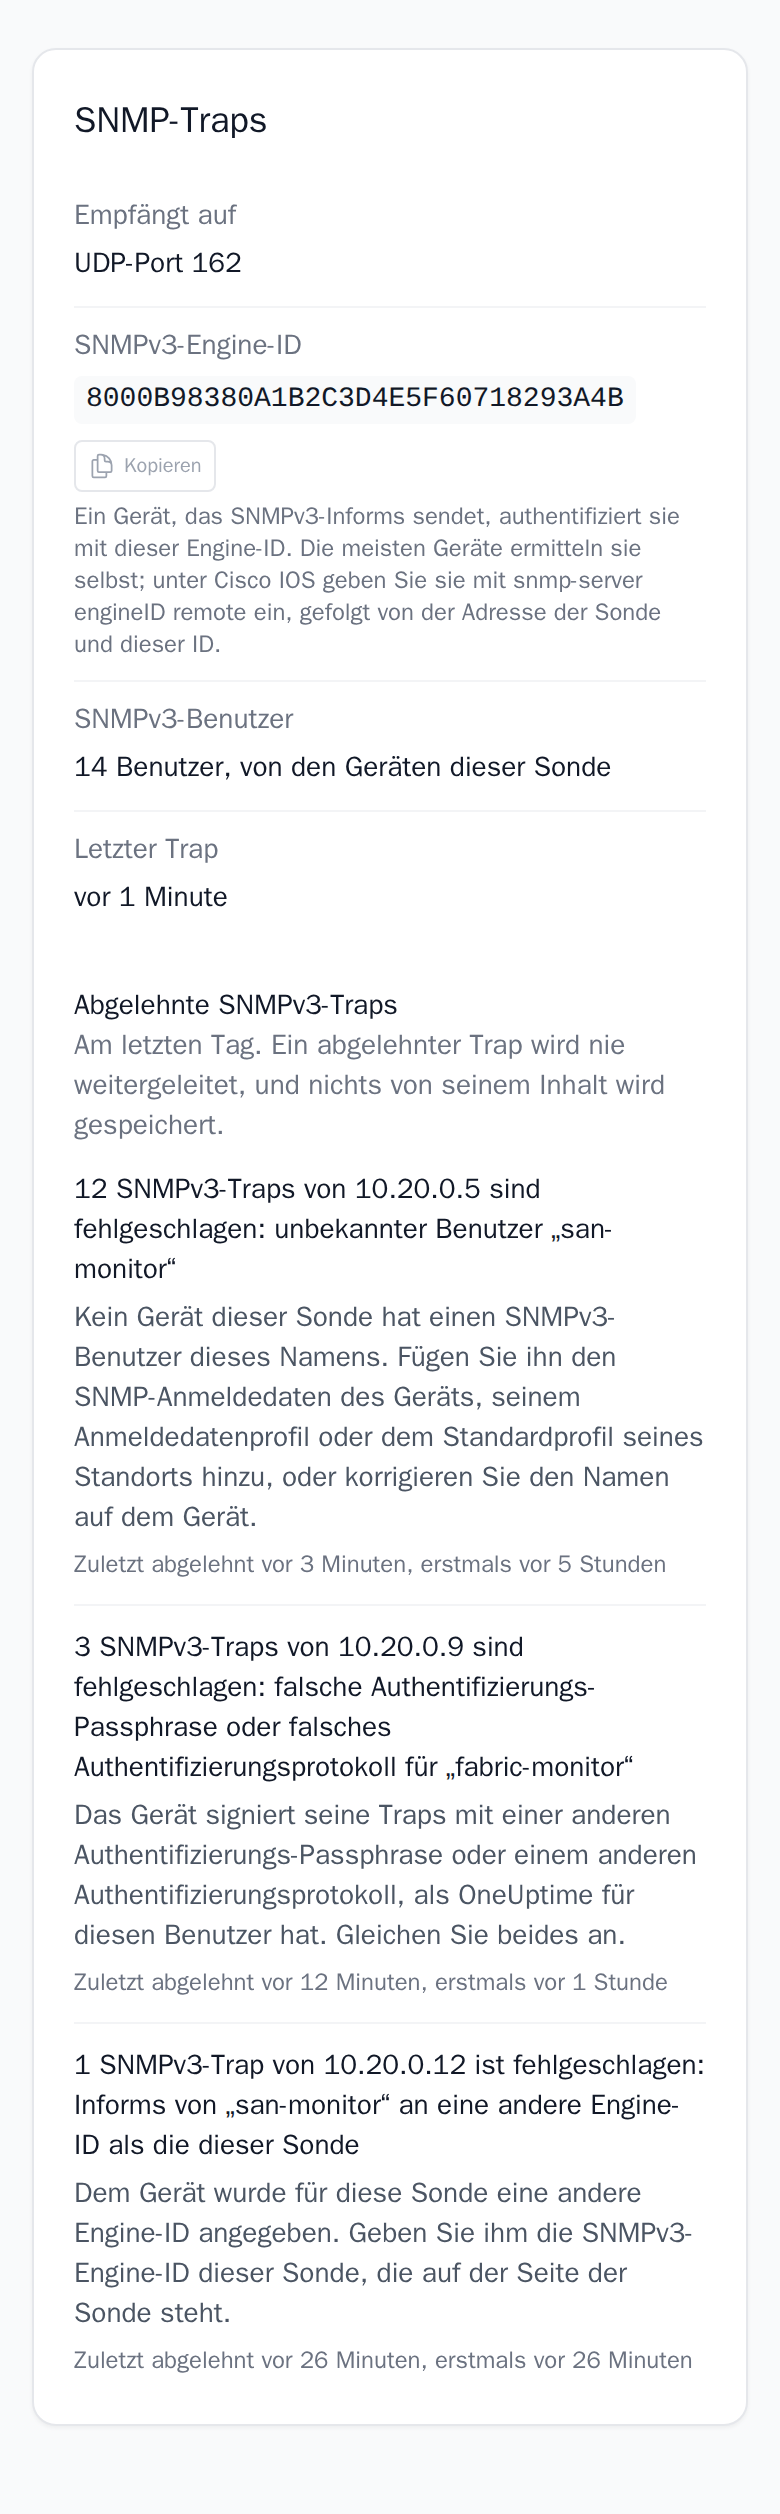 SNMP-Traps
Empfängt auf
UDP-Port 162
SNMPv3-Engine-ID
8000B98380A1B2C3D4E5F60718293A4B
Kopieren
Ein Gerät, das SNMPv3-Informs sendet, authentifiziert sie
mit dieser Engine-ID. Die meisten Geräte ermitteln sie
selbst; unter Cisco IOS geben Sie sie mit snmp-server
engineID remote ein, gefolgt von der Adresse der Sonde
und dieser ID.
SNMPv3-Benutzer
14 Benutzer, von den Geräten dieser Sonde
Letzter Trap
vor 1 Minute
Abgelehnte SNMPv3-Traps
Am letzten Tag. Ein abgelehnter Trap wird nie
weitergeleitet, und nichts von seinem Inhalt wird
gespeichert.
12 SNMPv3-Traps von 10.20.0.5 sind
fehlgeschlagen: unbekannter Benutzer „san-
monitor“
Kein Gerät dieser Sonde hat einen SNMPv3-
Benutzer dieses Namens. Fügen Sie ihn den
SNMP-Anmeldedaten des Geräts, seinem
Anmeldedatenprofil oder dem Standardprofil seines
Standorts hinzu, oder korrigieren Sie den Namen
auf dem Gerät.
Zuletzt abgelehnt vor 3 Minuten, erstmals vor 5 Stunden
3 SNMPv3-Traps von 10.20.0.9 sind
fehlgeschlagen: falsche Authentifizierungs-
Passphrase oder falsches
Authentifizierungsprotokoll für „fabric-monitor“
Das Gerät signiert seine Traps mit einer anderen
Authentifizierungs-Passphrase oder einem anderen
Authentifizierungsprotokoll, als OneUptime für
diesen Benutzer hat. Gleichen Sie beides an.
Zuletzt abgelehnt vor 12 Minuten, erstmals vor 1 Stunde
1 SNMPv3-Trap von 10.20.0.12 ist fehlgeschlagen:
Informs von „san-monitor“ an eine andere Engine-
ID als die dieser Sonde
Dem Gerät wurde für diese Sonde eine andere
Engine-ID angegeben. Geben Sie ihm die SNMPv3-
Engine-ID dieser Sonde, die auf der Seite der
Sonde steht.
Zuletzt abgelehnt vor 26 Minuten, erstmals vor 26 Minuten